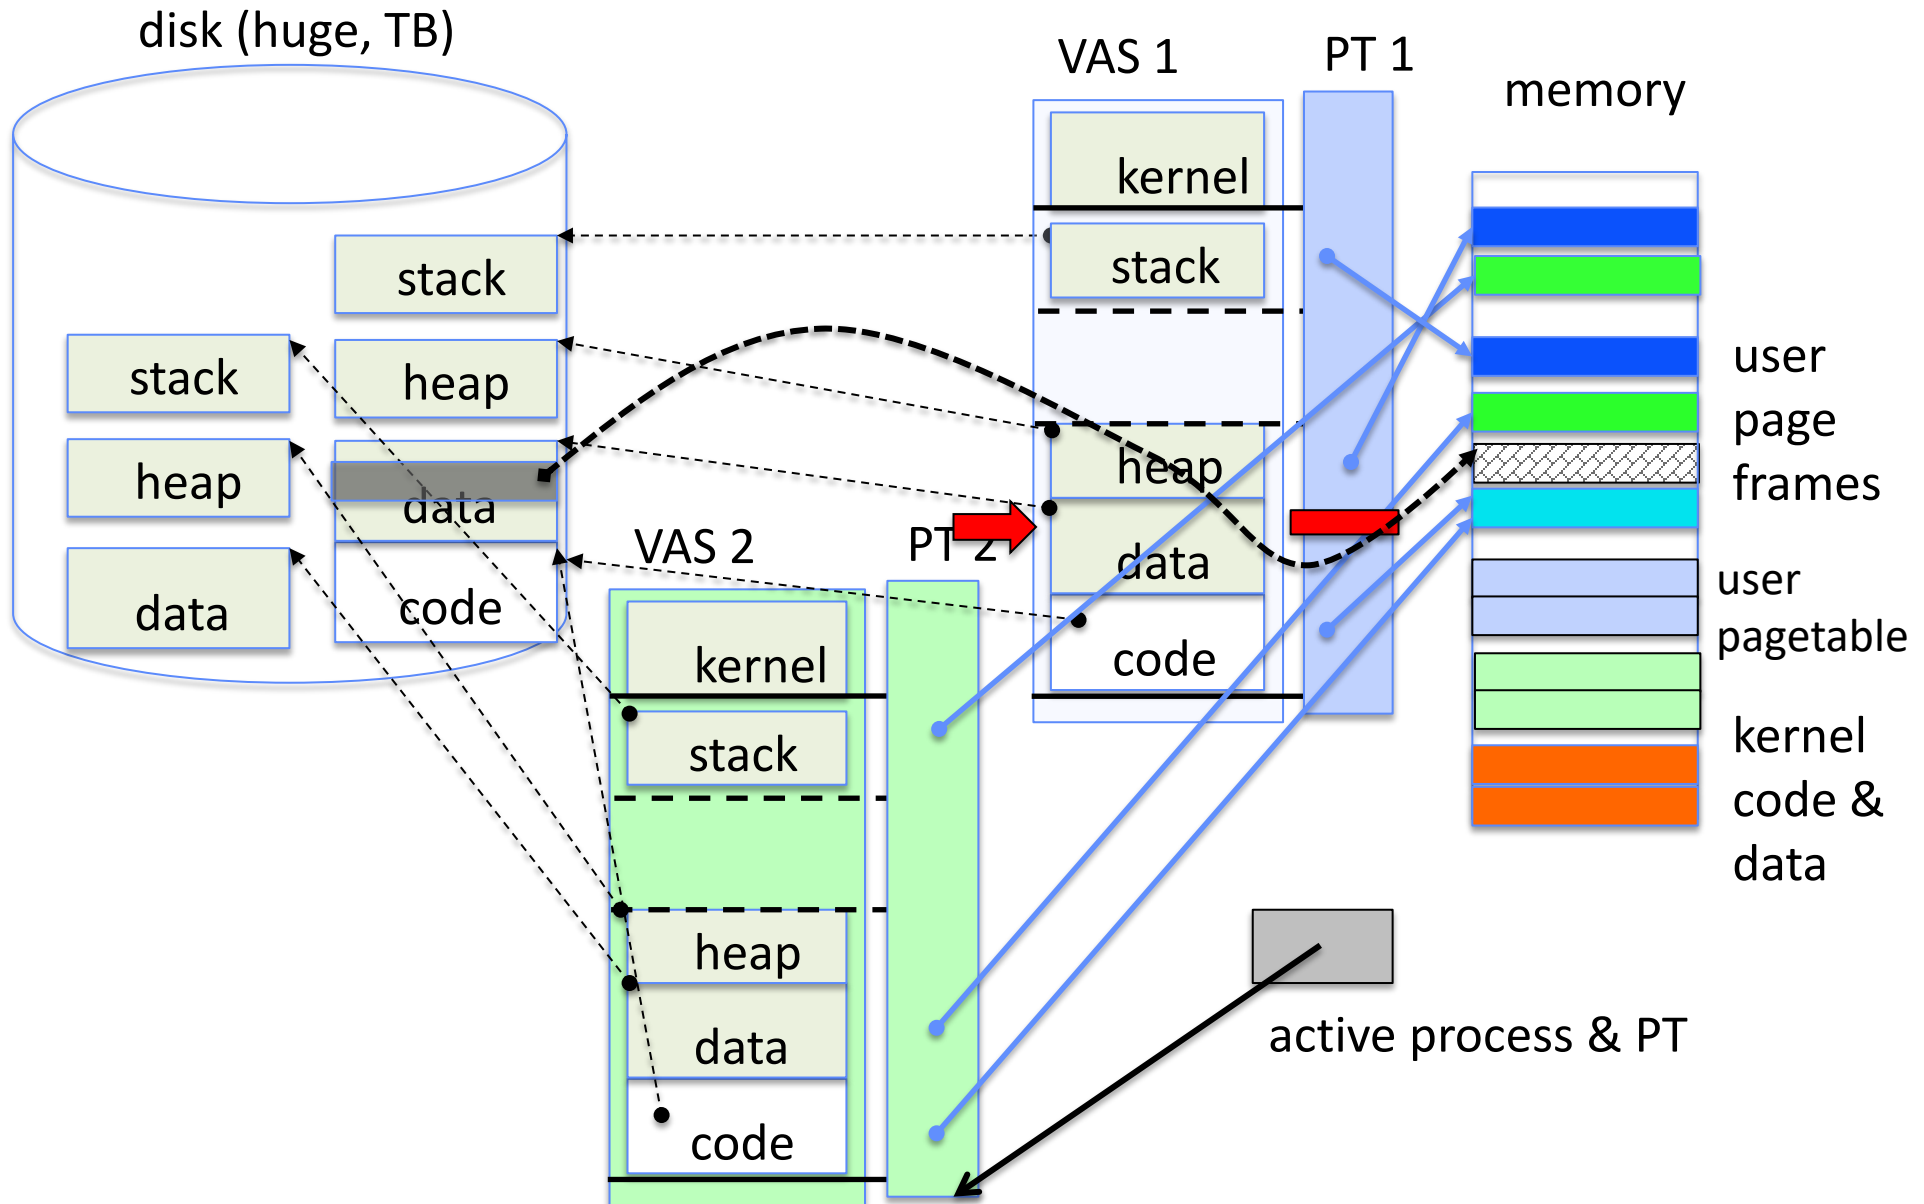 disk (huge, TB)
VAS 1
PT 1
memory
kernel
stack
stack
stack
heap
user
page
frames
heap
heap
data
data
VAS 2
PT 2
data
code
user
pagetable
code
kernel
stack
kernel
code &
data
heap
data
code
active process & PT